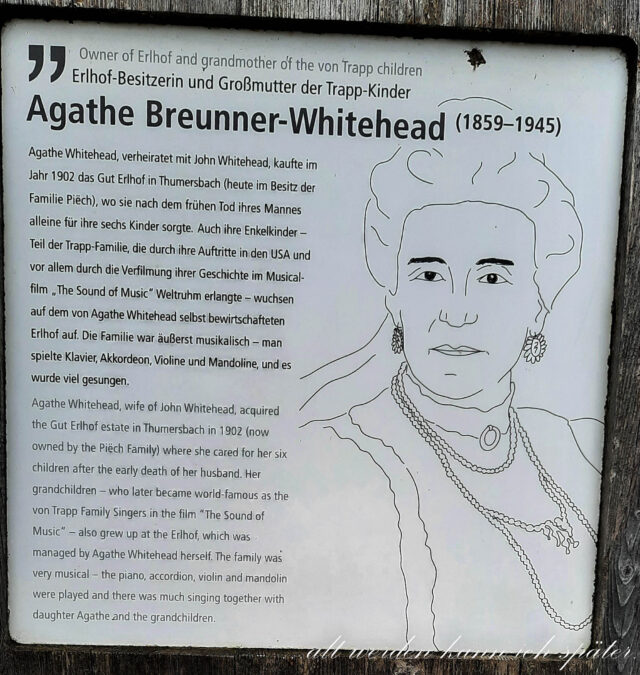 Owner of Erlhof and grandmother of the von Trapp children
Erlhof-Besitzerin und Großmutter der Trapp-Kinder
Agathe Breunner-Whitehead (1859–1945)
Agathe Whitehead, verheiratet mit John Whitehead, kaufte im
Jahr 1902 das Gut Erlhof in Thumersbach (heute im Besitz der
Familie Piëch), wo sie nach dem frühen Tod ihres Mannes
alleine für ihre sechs Kinder sorgte. Auch ihre Enkelkinder –
Teil der Trapp-Familie, die durch ihre Auftritte in den USA und
vor allem durch die Verfilmung ihrer Geschichte im Musical-
film „The Sound of Music“ Weltruhm erlangte – wuchsen
auf dem von Agathe Whitehead selbst bewirtschafteten
Erlhof auf. Die Familie war äußerst musikalisch – man
spielte Klavier, Akkordeon, Violine und Mandoline, und es
wurde viel gesungen.
Agathe Whitehead, wife of John Whitehead, acquired
the Gut Erlhof estate in Thumersbach in 1902 (now
owned by the Piëch Family) where she cared for her six
children after the early death of her husband. Her
grandchildren – who later became world-famous as the
von Trapp Family Singers in the film "The Sound of
Music" – also grew up at the Erlhof, which was
managed by Agathe Whitehead herself. The family was
very musical – the piano, accordion, violin and mandolin
were played and there was much singing together with
daughter Agathe and the grandchildren.
alt werden kann ich später